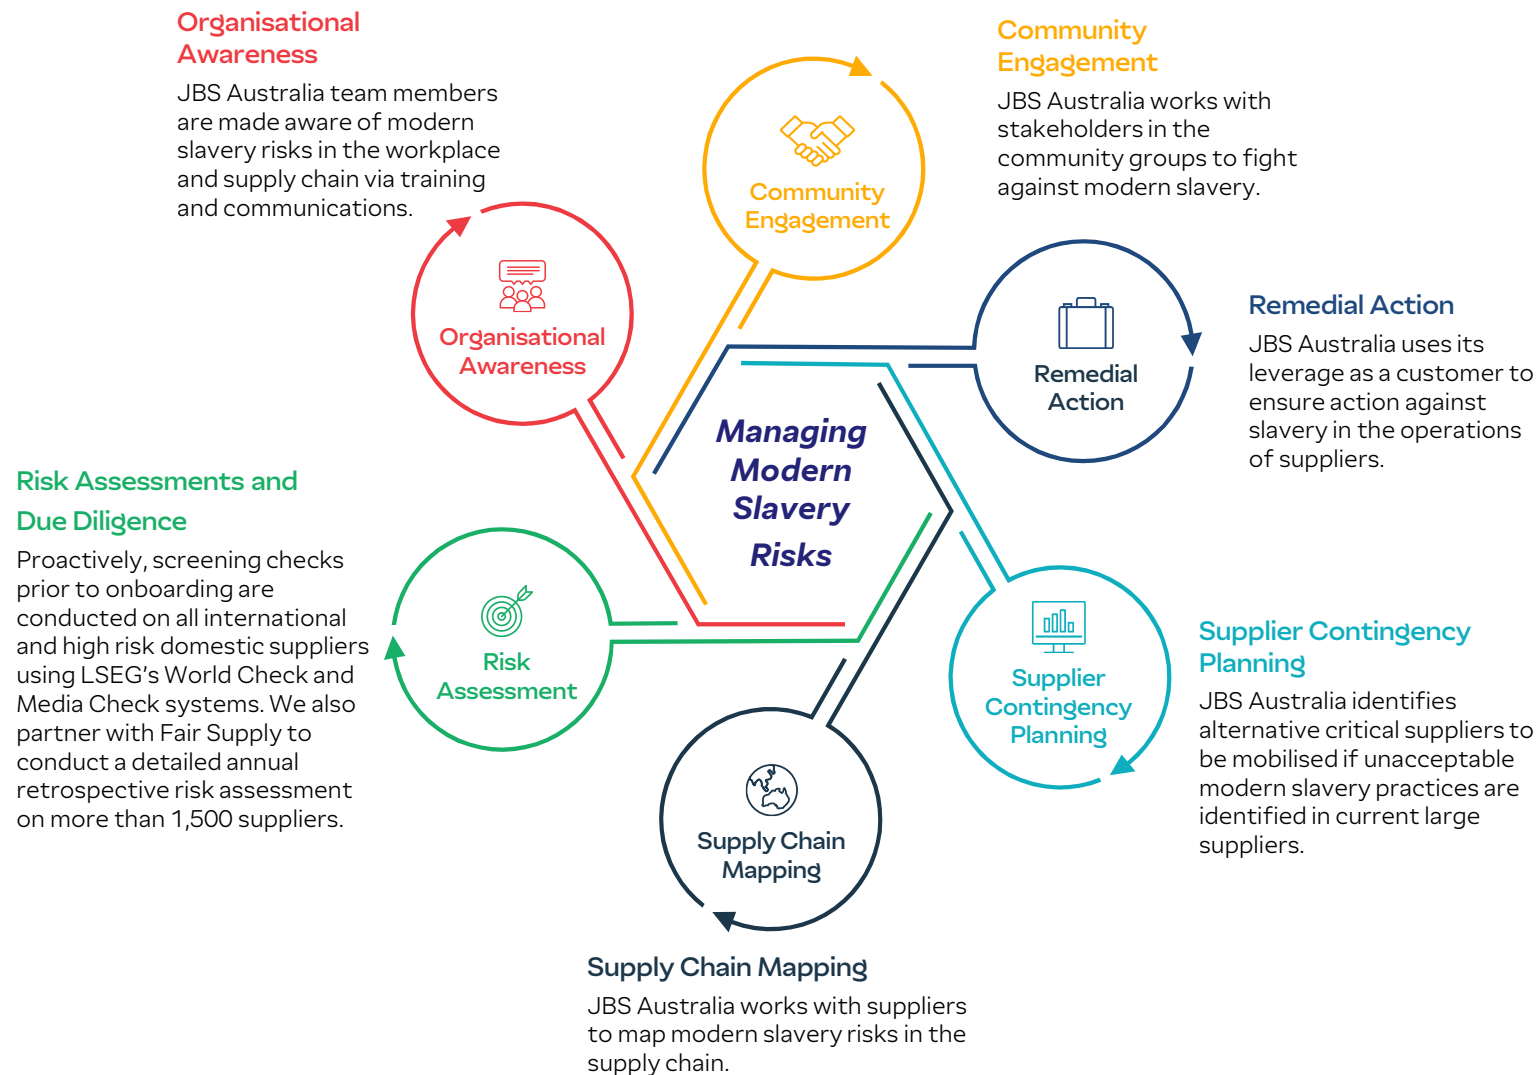 Organisational
Awareness
JBS Australia team members
are made aware of modern
slavery risks in the workplace
and supply chain via training
and communications.
Community
Engagement
JBS Australia works with
stakeholders in the
community groups to fight
against modern slavery.
Community
Engagement
Organisational
Awareness
Remedial
Action
Remedial Action
JBS Australia uses its
leverage as a customer to
ensure action against
slavery in the operations
of suppliers.
Managing
Modern
Slavery
Risks
Risk Assessments and
Due Diligence
Proactively, screening checks
prior to onboarding are
conducted on all international
and high risk domestic suppliers
using LSEG's World Check and
Media Check systems. We also
partner with Fair Supply to
conduct a detailed annual
retrospective risk assessment
on more than 1,500 suppliers.
Risk
Assessment
Supplier
Contingency
Planning
Supplier Contingency
Planning
JBS Australia identifies
alternative critical suppliers to
be mobilised if unacceptable
modern slavery practices are
identified in current large
suppliers.
Supply Chain
Mapping
Supply Chain Mapping
JBS Australia works with suppliers
to map modern slavery risks in the
supply chain.